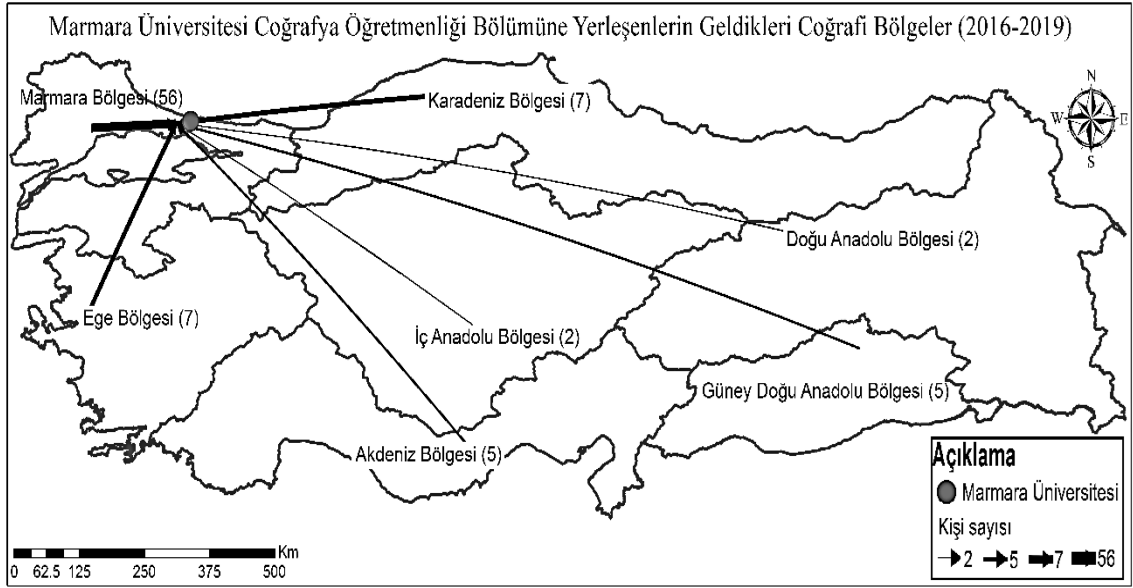 Marmara Üniversitesi Coğrafya Öğretmenliği Bölümüne Yerleşenlerin Geldikleri Coğrafi Bölgeler (2016-2019)
N
W E
S
Marmara Bölgesi (56)
Karadeniz Bölgesi (7)
Doğu Anadolu Bölgesi (2)
Ege Bölgesi (7)
İç Anadolu Bölgesi (2)
Güney Doğu Anadolu Bölgesi (5)
Akdeniz Bölgesi (5)
Açıklama
Marmara Üniversitesi
Kişi sayısı
2 5 7 56
Km
0 62.5 125 250 375 500